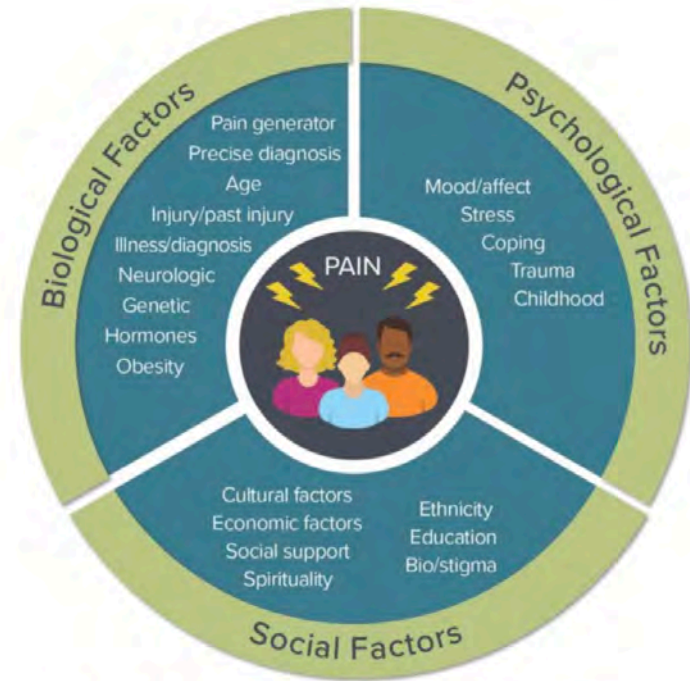 Biological Factors
Pain generator
Precise diagnosis
Age
Injury/past injury
Illness/diagnosis
Neurologic
Genetic
Hormones
Obesity
Psychological Factors
Mood/affect
Stress
Coping
Trauma
Childhood
PAIN
Cultural factors
Economic factors
Social support
Spirituality
Ethnicity
Education
Bio/stigma
Social Factors